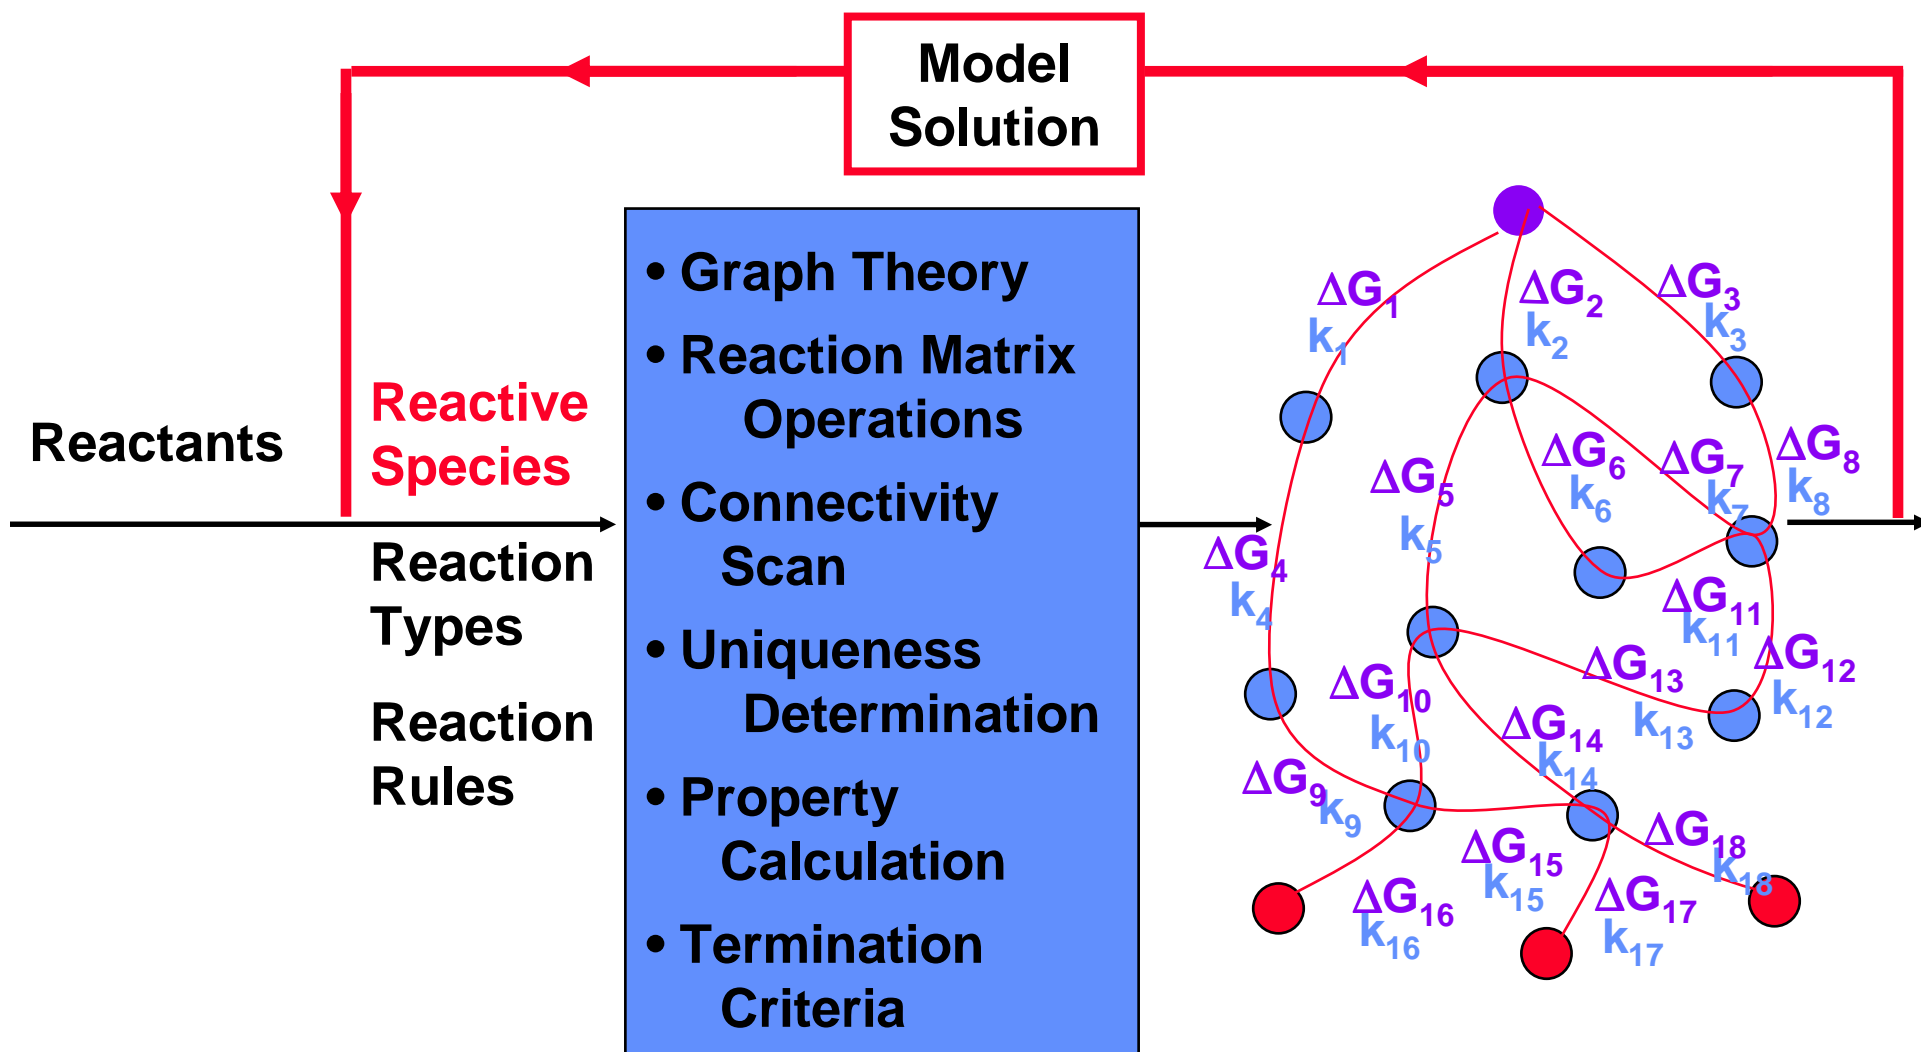 Model
Solution
Reactants
Reactive
Species
Reaction
Types
Reaction
Rules
• Graph Theory
• Reaction Matrix
Operations
• Connectivity
Scan
• Uniqueness
Determination
• Property
Calculation
• Termination
Criteria
ΔG₁
k₁
ΔG₂
k₂
ΔG₃
k₃
ΔG₄
k₄
ΔG₅
k₅
ΔG₆
k₆
ΔG₇
k₇
ΔG₈
k₈
ΔG₉
k₉
ΔG₁₀
k₁₀
ΔG₁₁
k₁₁
ΔG₁₂
k₁₂
ΔG₁₃
k₁₃
ΔG₁₄
k₁₄
ΔG₁₅
k₁₅
ΔG₁₆
k₁₆
ΔG₁₇
k₁₇
ΔG₁₈
k₁₈